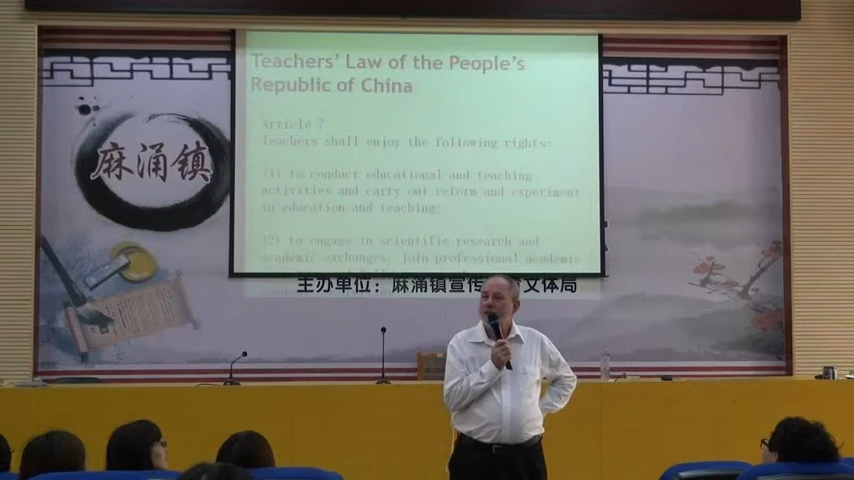 Teachers' Law of the People's
Republic of China
Article 7
Teachers shall enjoy the following rights:
(1) to conduct educational and teaching
activities and carry out reform and experiment
in education and teaching;
(2) to engage in scientific research and
academic exchanges, join professional academic
麻涌镇
主办单位：麻涌镇宣传 文体局